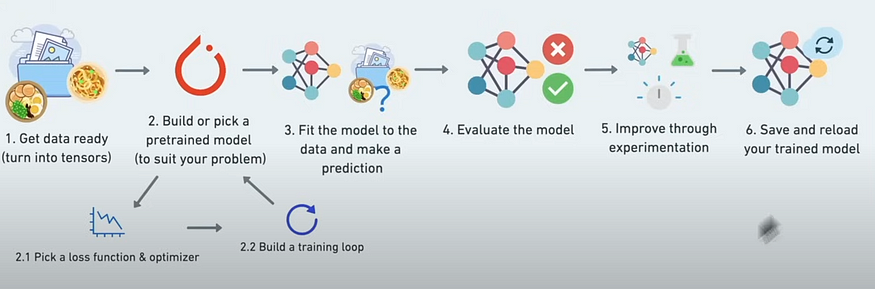 1. Get data ready
(turn into tensors)
2. Build or pick a
pretrained model
(to suit your problem)
3. Fit the model to the
data and make a
prediction
4. Evaluate the model
5. Improve through
experimentation
6. Save and reload
your trained model
2.1 Pick a loss function & optimizer
2.2 Build a training loop